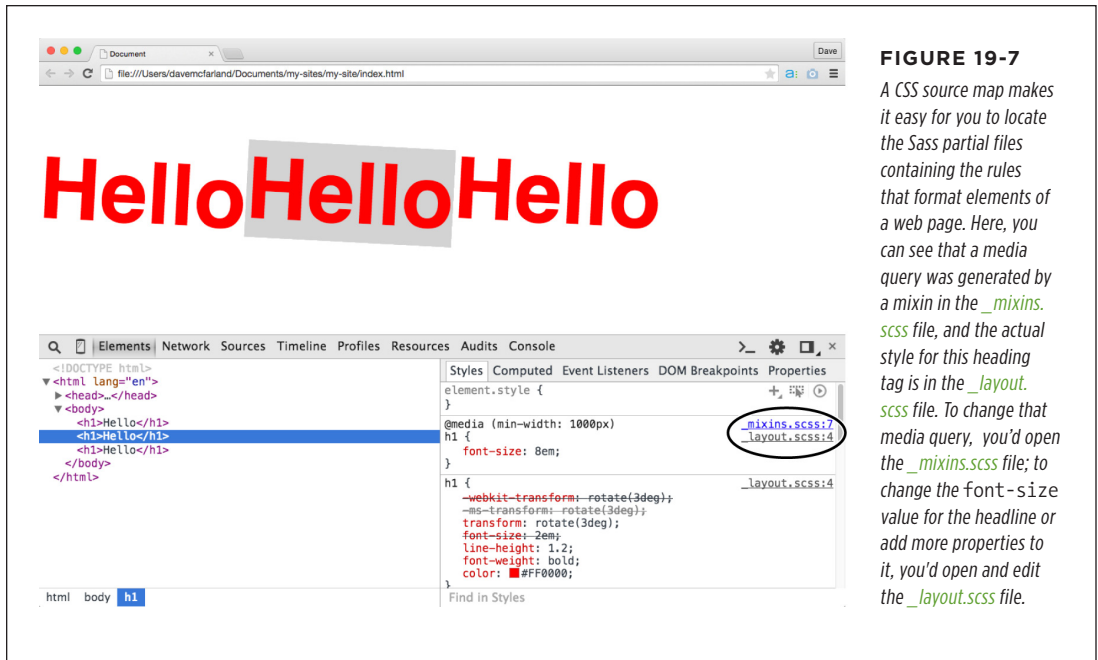 Document ×
Dave
file:///Users/davemcfarland/Documents/my-sites/my-site/index.html
HelloHelloHello
Elements Network Sources Timeline Profiles Resources Audits Console
<!DOCTYPE html>
▼<html lang="en">
▶<head>…</head>
▼<body>
<h1>Hello</h1>
<h1>Hello</h1>
<h1>Hello</h1>
</body>
</html>
html body h1
Styles Computed Event Listeners DOM Breakpoints Properties
element.style {
}
@media (min-width: 1000px) _mixins.scss:7
h1 { _layout.scss:4
font-size: 8em;
}
h1 { _layout.scss:4
-webkit-transform: rotate(3deg);
-ms-transform: rotate(3deg);
transform: rotate(3deg);
font-size: 2em;
line-height: 1.2;
font-weight: bold;
color: #FF0000;
}
Find in Styles
FIGURE 19-7
A CSS source map makes
it easy for you to locate
the Sass partial files
containing the rules
that format elements of
a web page. Here, you
can see that a media
query was generated by
a mixin in the _mixins.
scss file, and the actual
style for this heading
tag is in the _layout.
scss file. To change that
media query, you'd open
the _mixins.scss file; to
change the font-size
value for the headline or
add more properties to
it, you'd open and edit
the _layout.scss file.